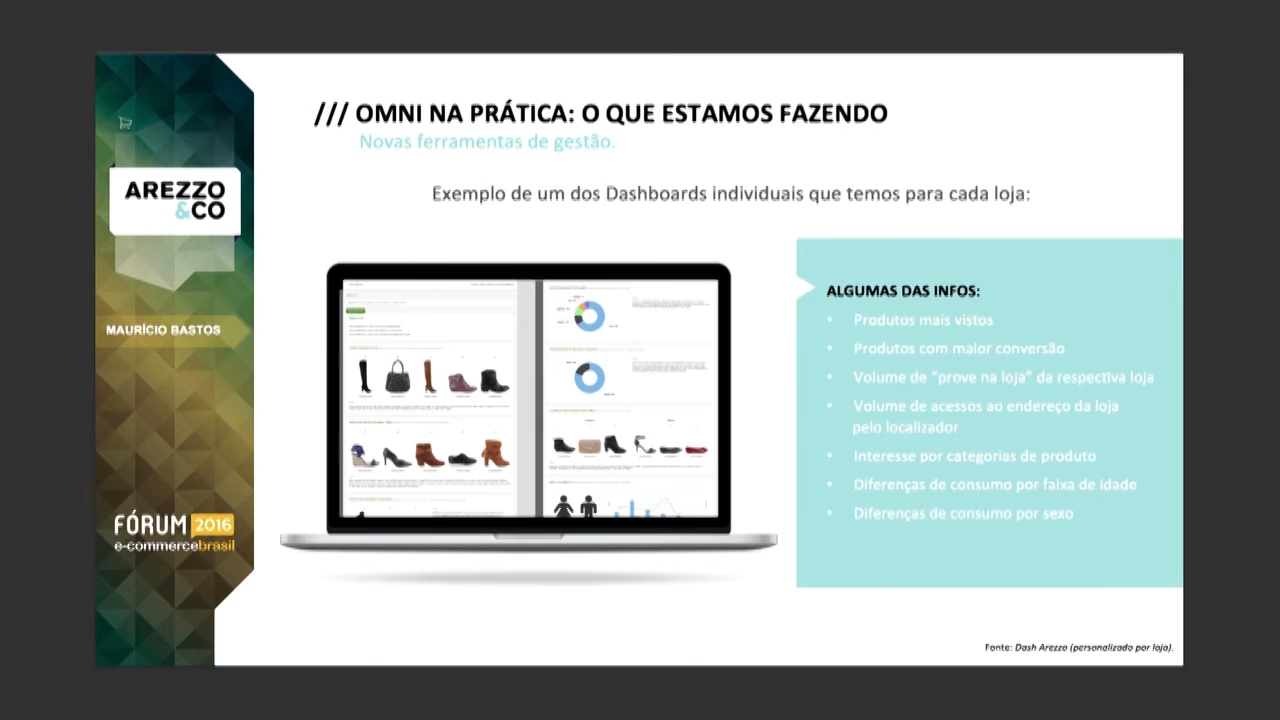 /// OMNI NA PRÁTICA: O QUE ESTAMOS FAZENDO
Novas ferramentas de gestão.
Exemplo de um dos Dashboards individuais que temos para cada loja:
AREZZO
&CO
MAURÍCIO BASTOS
FÓRUM 2016
e-commercebrasil
ALGUMAS DAS INFOS:
• Produtos mais vistos
• Produtos com maior conversão
• Volume de “prove na loja” da respectiva loja
• Volume de acessos ao endereço da loja
pelo localizador
• Interesse por categorias de produto
• Diferenças de consumo por faixa de idade
• Diferenças de consumo por sexo
Fonte: Dash Arezzo (personalizado por loja).